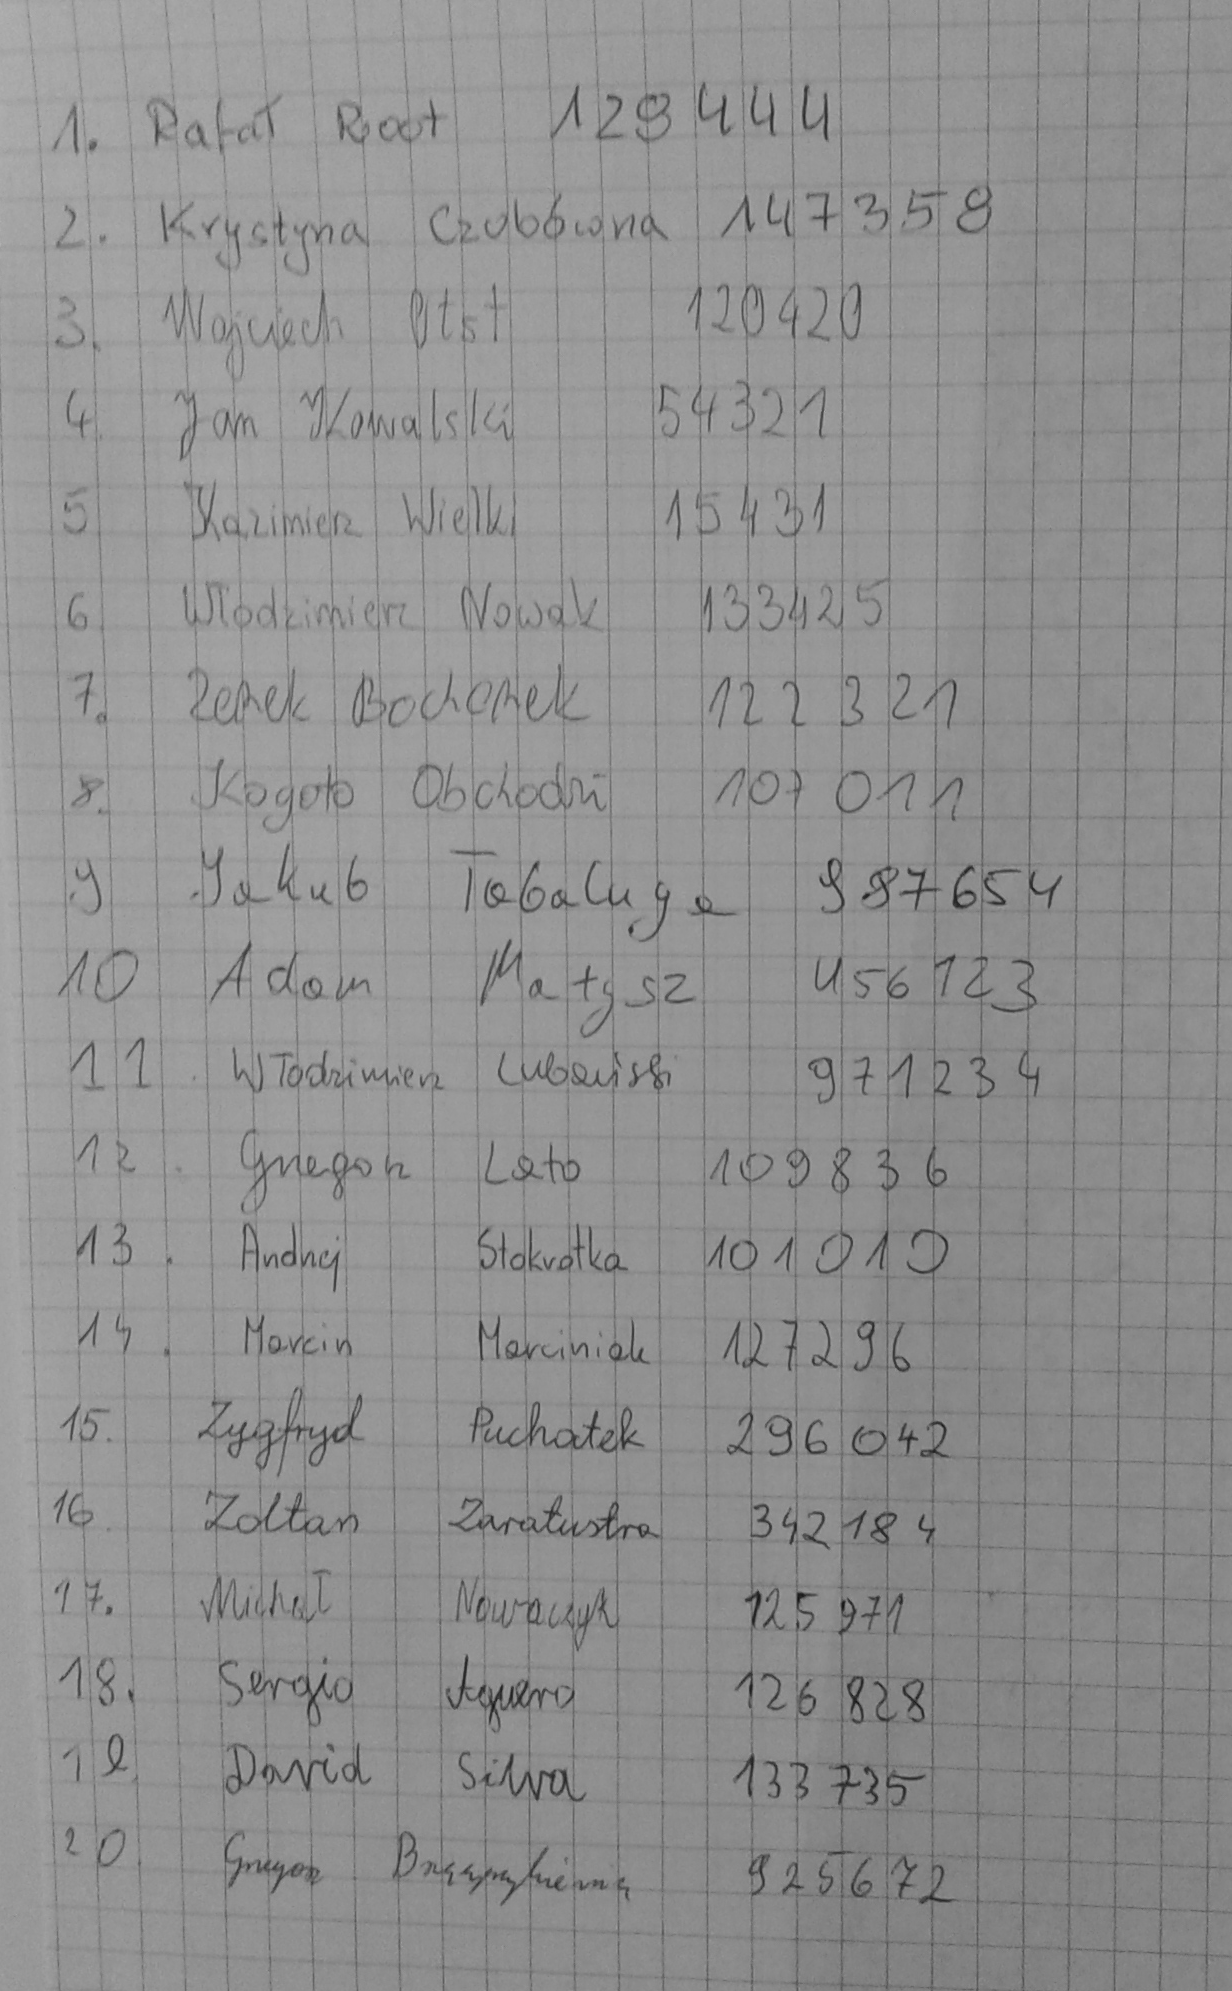 1. Rafał Root 129444
2. Krystyna Czubówna 147359
3. Wojciech Otst 120420
4. Jan Kowalski 54321
5 Kazimierz Wielki 15431
6 Włodzimierz Nowak 133425
7. Zenek Bochenek 122321
8. Kogoto Obchodzi 107011
9 Jakub Tabaluga 987654
10 Adam Małysz 456123
11. Włodzimierz Lubański 971234
12. Grzegorz Lato 109836
13. Andrzej Stokrotka 101010
14. Marcin Marciniak 127296
15. Zygfryd Puchatek 296042
16. Zoltan Zaratustra 342184
17. Michał Nowaczyk 125971
18. Sergio Aguero 126828
19. David Silva 133735
20. Grzegorz 925672